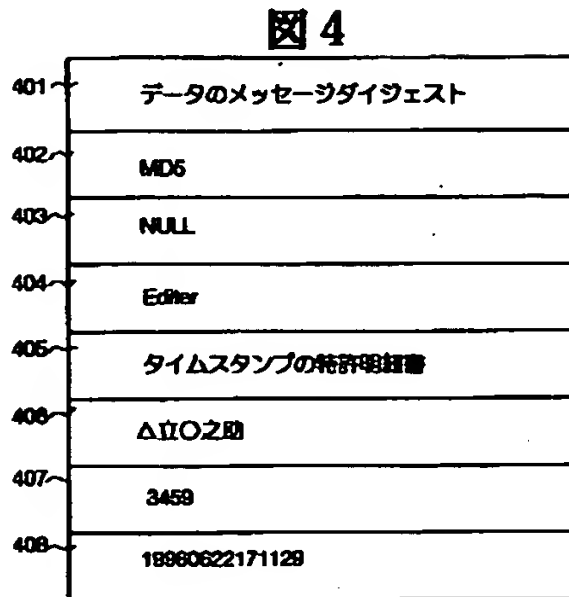 図4
401 データのメッセージダイジェスト
402 MD5
403 NULL
404 Editer
405 タイムスタンプの特許明細書
406 △立○之助
407 3459
408 19960622171129